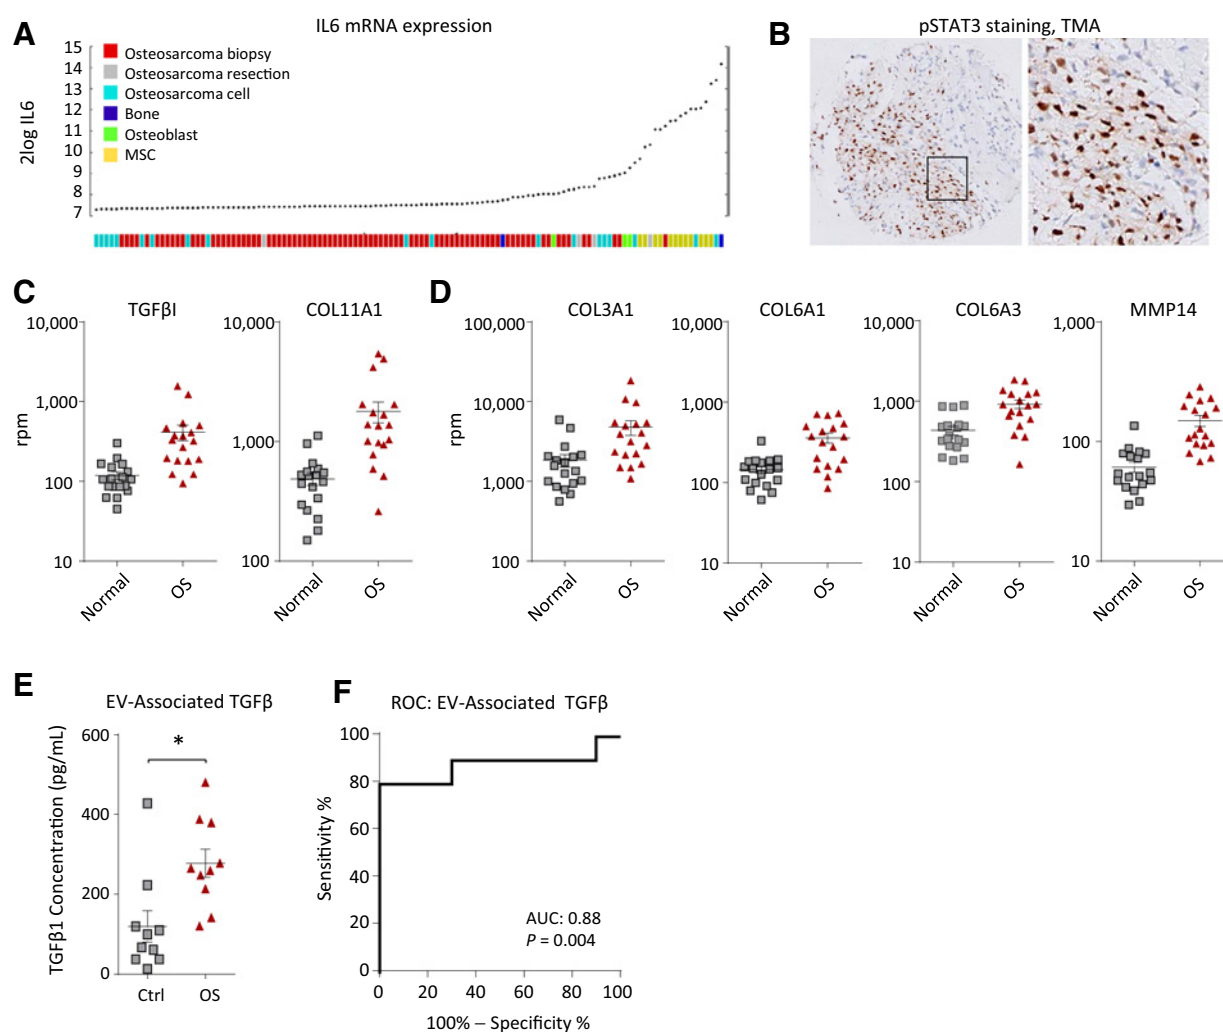 A
IL6 mRNA expression
2log IL6
15
14
13
12
11
10
9
8
7
Osteosarcoma biopsy
Osteosarcoma resection
Osteosarcoma cell
Bone
Osteoblast
MSC
B
pSTAT3 staining, TMA
C
TGFβI
rpm
10,000
1,000
100
10
Normal
OS
COL11A1
10,000
1,000
100
Normal
OS
D
COL3A1
rpm
100,000
10,000
1,000
100
Normal
OS
COL6A1
10,000
1,000
100
10
Normal
OS
COL6A3
10,000
1,000
100
10
Normal
OS
MMP14
1,000
100
10
Normal
OS
E
EV-Associated TGFβ
TGFβ1 Concentration (pg/mL)
600
400
200
0
*
Ctrl
OS
F
ROC: EV-Associated TGFβ
Sensitivity %
100
80
60
40
20
0
AUC: 0.88
P = 0.004
0 20 40 60 80 100
100% – Specificity %